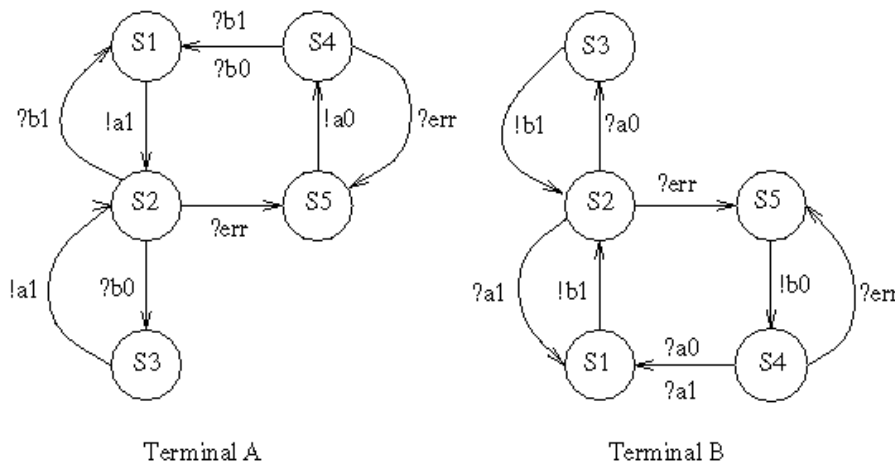 ?b1
S1
S4
?b0
?b1
!a1
!a0
?err
S2
S5
?err
!a1
?b0
S3
Terminal A
S3
!b1
?a0
S2
?err
S5
?a1
!b1
!b0
?err
?a0
S1
S4
?a1
Terminal B